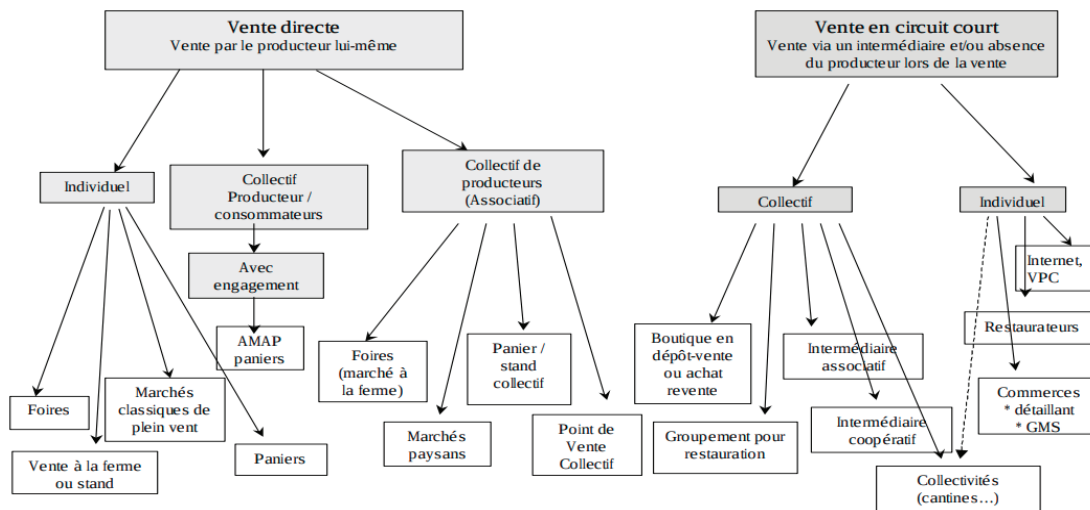 Vente directe
Vente par le producteur lui-même
Vente en circuit court
Vente via un intermédiaire et/ou absence
du producteur lors de la vente
Individuel
Collectif
Producteur /
consommateurs
Collectif de
producteurs
(Associatif)
Collectif
Individuel
Avec
engagement
Internet,
VPC
Restaurateurs
AMAP
paniers
Foires
(marché à
la ferme)
Panier /
stand
collectif
Boutique en
dépôt-vente
ou achat
revente
Intermédiaire
associatif
Foires
Marchés
classiques de
plein vent
Commerces
* détaillant
* GMS
Vente à la ferme
ou stand
Paniers
Marchés
paysans
Point de
Vente
Collectif
Groupement pour
restauration
Intermédiaire
coopératif
Collectivités
(cantines…)